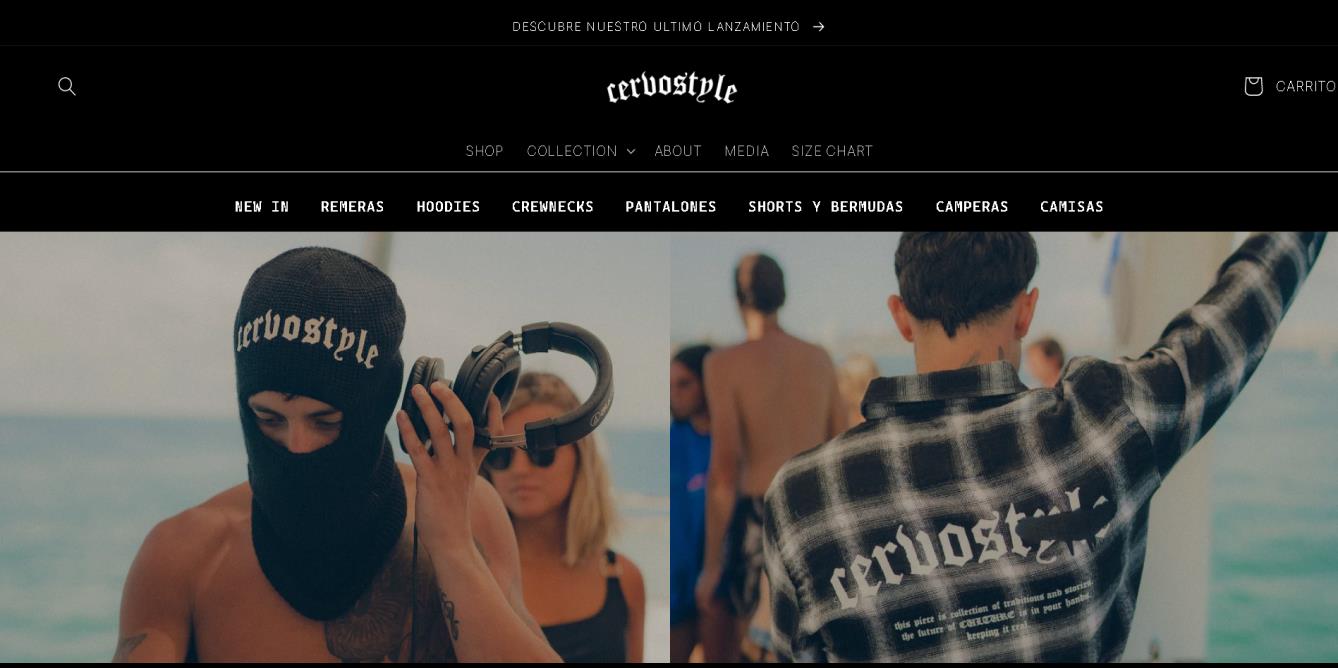 DESCUBRE NUESTRO ULTIMO LANZAMIENTO →
cervostyle
CARRITO
SHOP COLLECTION ABOUT MEDIA SIZE CHART
NEW IN REMERAS HOODIES CREWNECKS PANTALONES SHORTS Y BERMUDAS CAMPERAS CAMISAS
cervostyle
cervostyle
this piece is collection of traditions and stories.
the future of CULTURE is in your hands.
keeping it real.